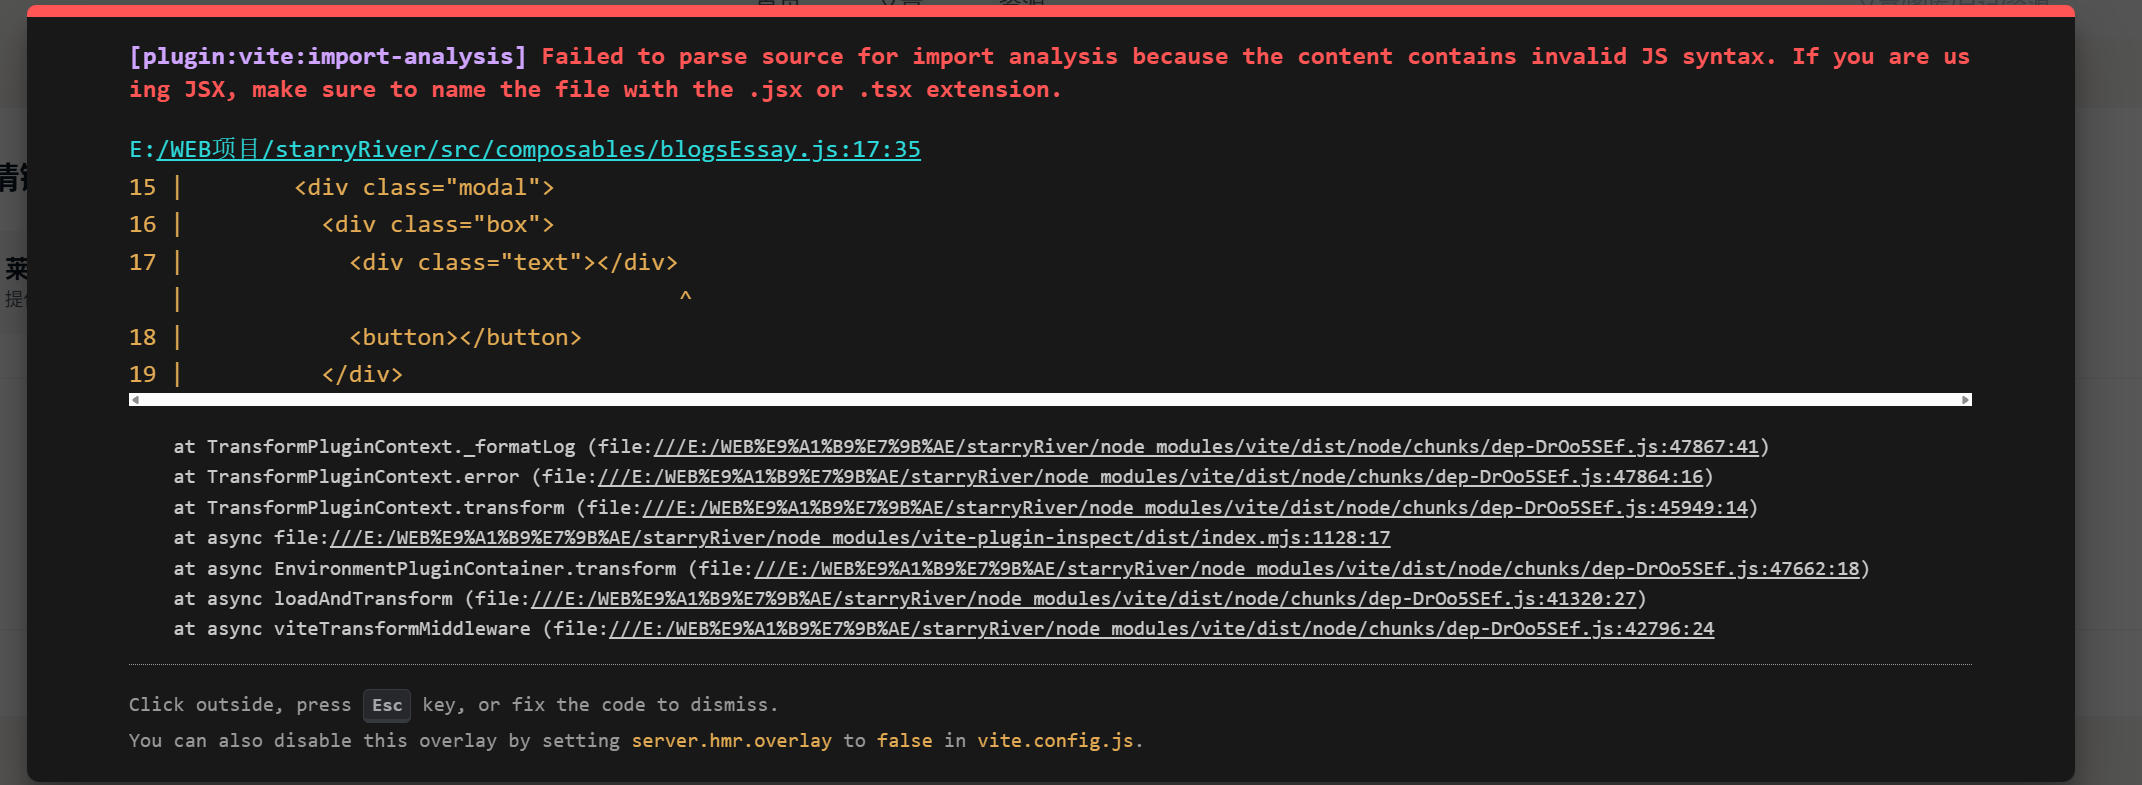 [plugin:vite:import-analysis] Failed to parse source for import analysis because the content contains invalid JS syntax. If you are us
ing JSX, make sure to name the file with the .jsx or .tsx extension.
E:/WEB项目/starryRiver/src/composables/blogsEssay.js:17:35
15 |        <div class="modal">
16 |          <div class="box">
17 |            <div class="text"></div>
   |                                    ^
18 |            <button></button>
19 |          </div>
at TransformPluginContext._formatLog (file:///E:/WEB%E9%A1%B9%E7%9B%AE/starryRiver/node_modules/vite/dist/node/chunks/dep-DrOo5SEf.js:47867:41)
at TransformPluginContext.error (file:///E:/WEB%E9%A1%B9%E7%9B%AE/starryRiver/node_modules/vite/dist/node/chunks/dep-DrOo5SEf.js:47864:16)
at TransformPluginContext.transform (file:///E:/WEB%E9%A1%B9%E7%9B%AE/starryRiver/node_modules/vite/dist/node/chunks/dep-DrOo5SEf.js:45949:14)
at async file:///E:/WEB%E9%A1%B9%E7%9B%AE/starryRiver/node_modules/vite-plugin-inspect/dist/index.mjs:1128:17
at async EnvironmentPluginContainer.transform (file:///E:/WEB%E9%A1%B9%E7%9B%AE/starryRiver/node_modules/vite/dist/node/chunks/dep-DrOo5SEf.js:47662:18)
at async loadAndTransform (file:///E:/WEB%E9%A1%B9%E7%9B%AE/starryRiver/node_modules/vite/dist/node/chunks/dep-DrOo5SEf.js:41320:27)
at async viteTransformMiddleware (file:///E:/WEB%E9%A1%B9%E7%9B%AE/starryRiver/node_modules/vite/dist/node/chunks/dep-DrOo5SEf.js:42796:24
Click outside, press Esc key, or fix the code to dismiss.
You can also disable this overlay by setting server.hmr.overlay to false in vite.config.js.